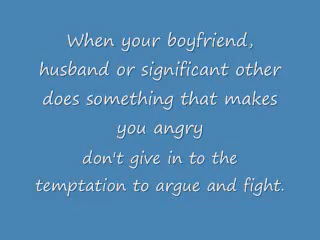 When your boyfriend,
husband or significant other
does something that makes
you angry
don't give in to the
temptation to argue and fight.